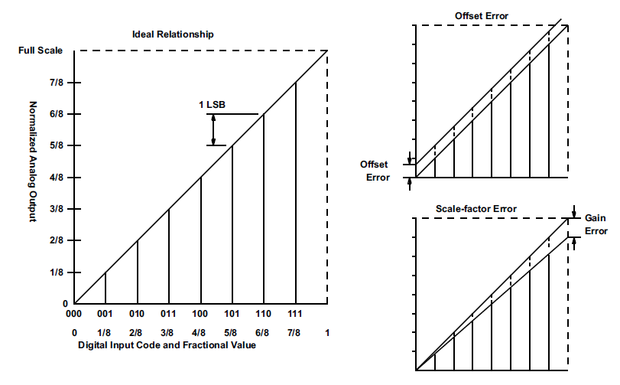 Ideal Relationship
Full Scale
7/8
6/8
5/8
4/8
3/8
2/8
1/8
0
Normalized Analog Output
1 LSB
000 001 010 011 100 101 110 111
0 1/8 2/8 3/8 4/8 5/8 6/8 7/8 1
Digital Input Code and Fractional Value
Offset Error
Offset
Error
Scale-factor Error
Gain
Error